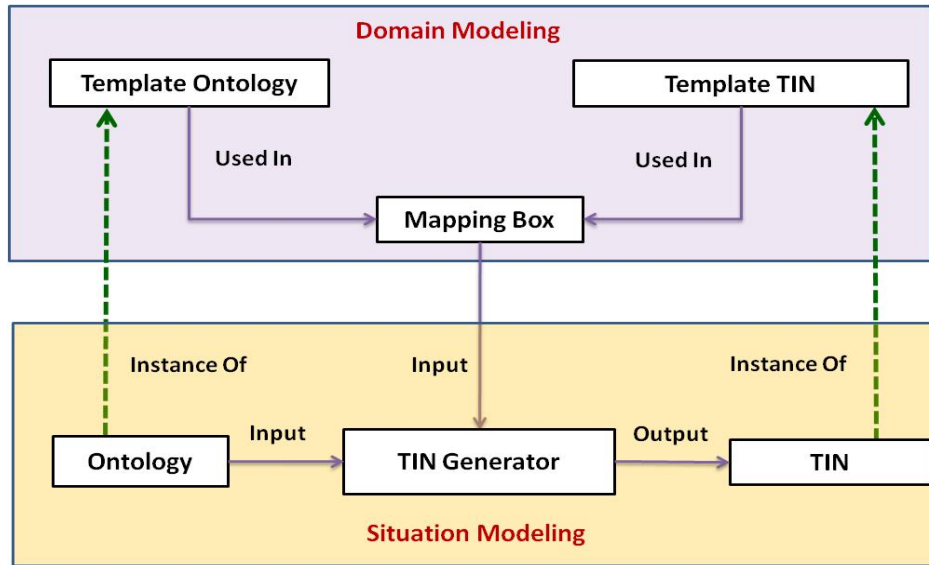 Domain Modeling
Template Ontology
Template TIN
Used In
Used In
Mapping Box
Instance Of
Input
Instance Of
Input
Output
Ontology
TIN Generator
TIN
Situation Modeling